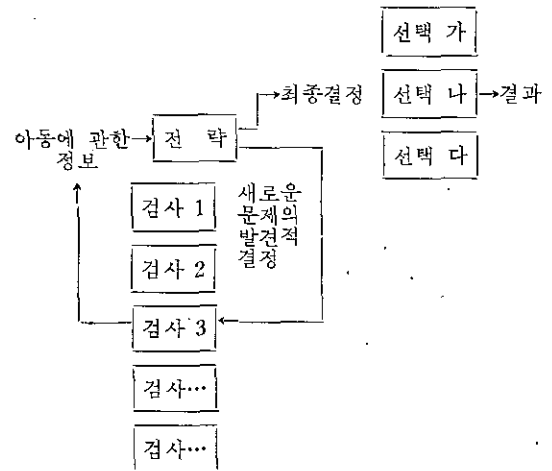 선택 가
최종결정
선택 나
결과
아동에 관한
정보
전 략
선택 다
검사 1
새로운
문제의
발견적
결정
검사 2
검사 3
검사…
검사…